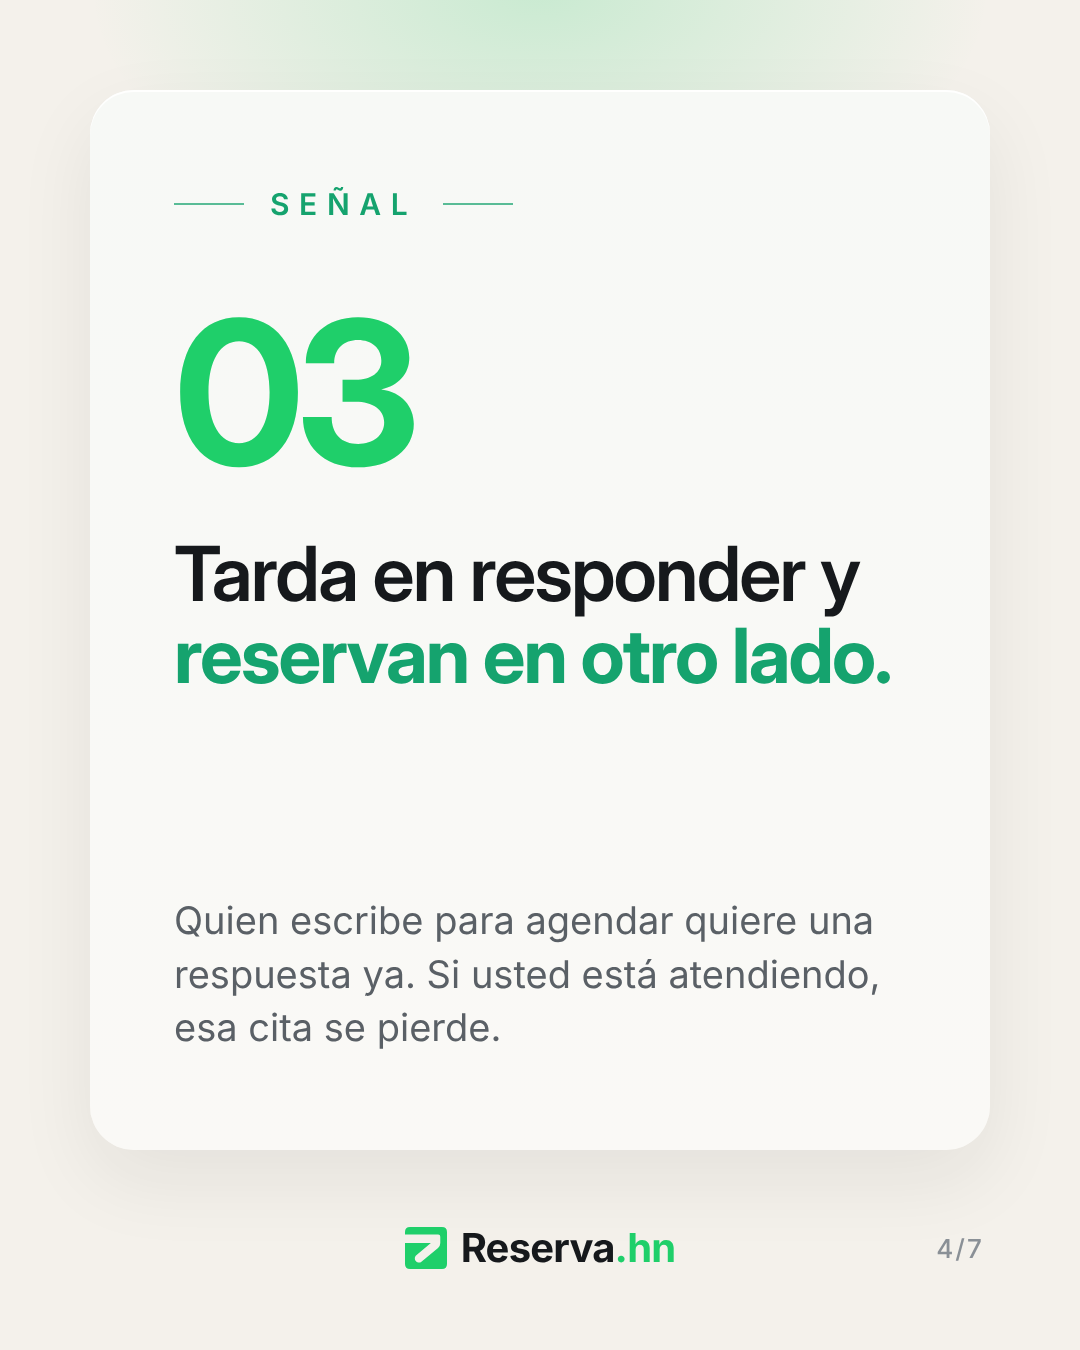 SEÑAL
03
Tarda en responder y
reservan en otro lado.
Quien escribe para agendar quiere una
respuesta ya. Si usted está atendiendo,
esa cita se pierde.
Reserva.hn
4/7